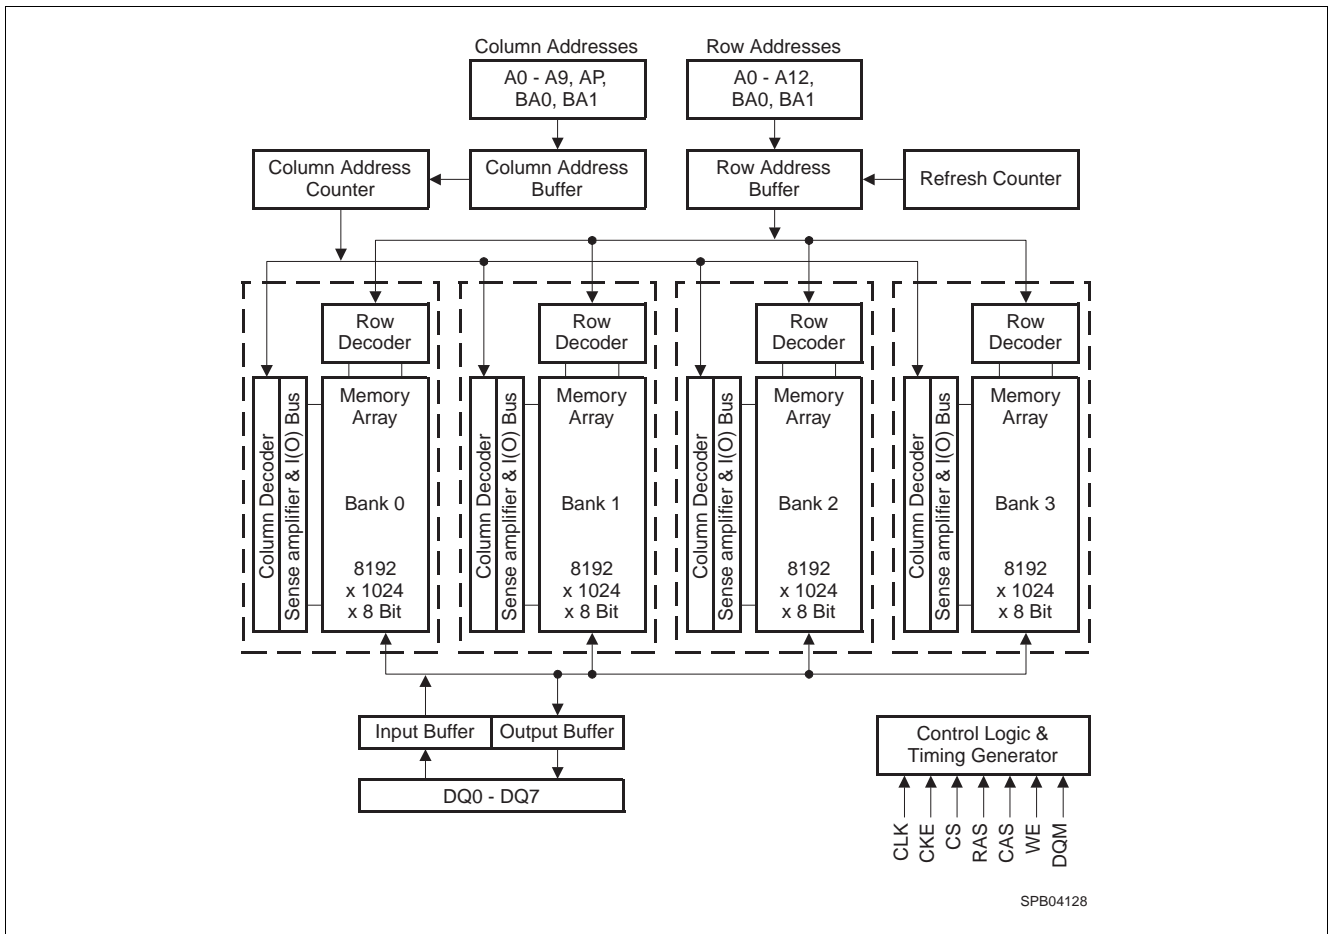 Column Addresses
Row Addresses
A0 - A9, AP,
BA0, BA1
A0 - A12,
BA0, BA1
Column Address
Counter
Column Address
Buffer
Row Address
Buffer
Refresh Counter
Row
Decoder
Row
Decoder
Row
Decoder
Row
Decoder
Column Decoder
Sense amplifier & I(O) Bus
Memory
Array
Bank 0
8192
x 1024
x 8 Bit
Column Decoder
Sense amplifier & I(O) Bus
Memory
Array
Bank 1
8192
x 1024
x 8 Bit
Column Decoder
Sense amplifier & I(O) Bus
Memory
Array
Bank 2
8192
x 1024
x 8 Bit
Column Decoder
Sense amplifier & I(O) Bus
Memory
Array
Bank 3
8192
x 1024
x 8 Bit
Input Buffer
Output Buffer
DQ0 - DQ7
Control Logic &
Timing Generator
CLK
CKE
CS
RAS
CAS
WE
DQM
SPB04128